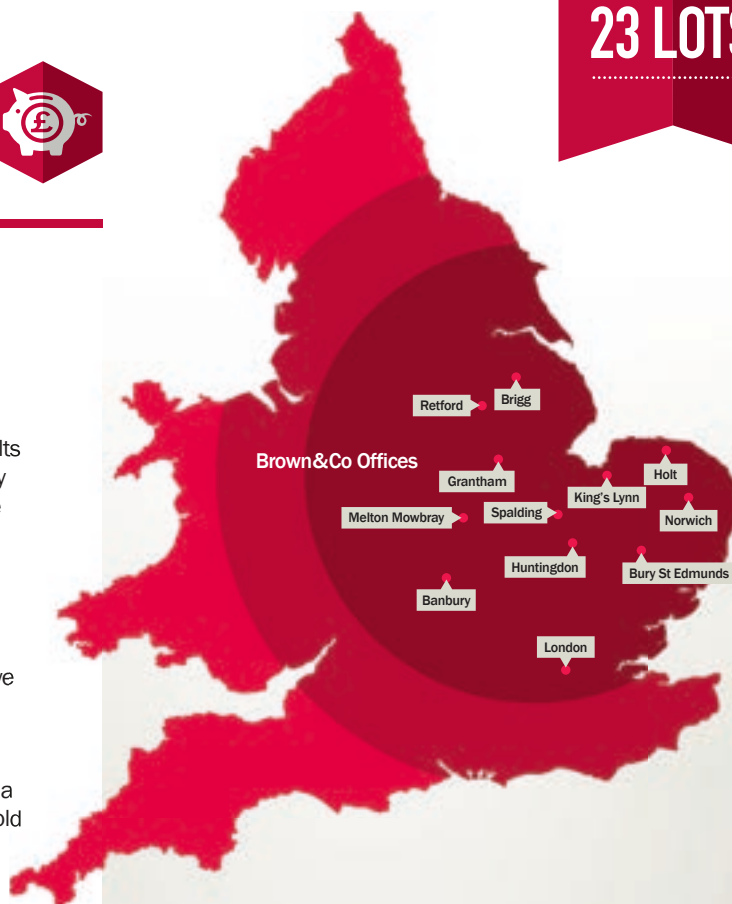 23 LOTS
£
lts
y
ve
a
old
Brown&Co Offices
Retford
Brigg
Grantham
Holt
King's Lynn
Melton Mowbray
Spalding
Norwich
Huntingdon
Bury St Edmunds
Banbury
London